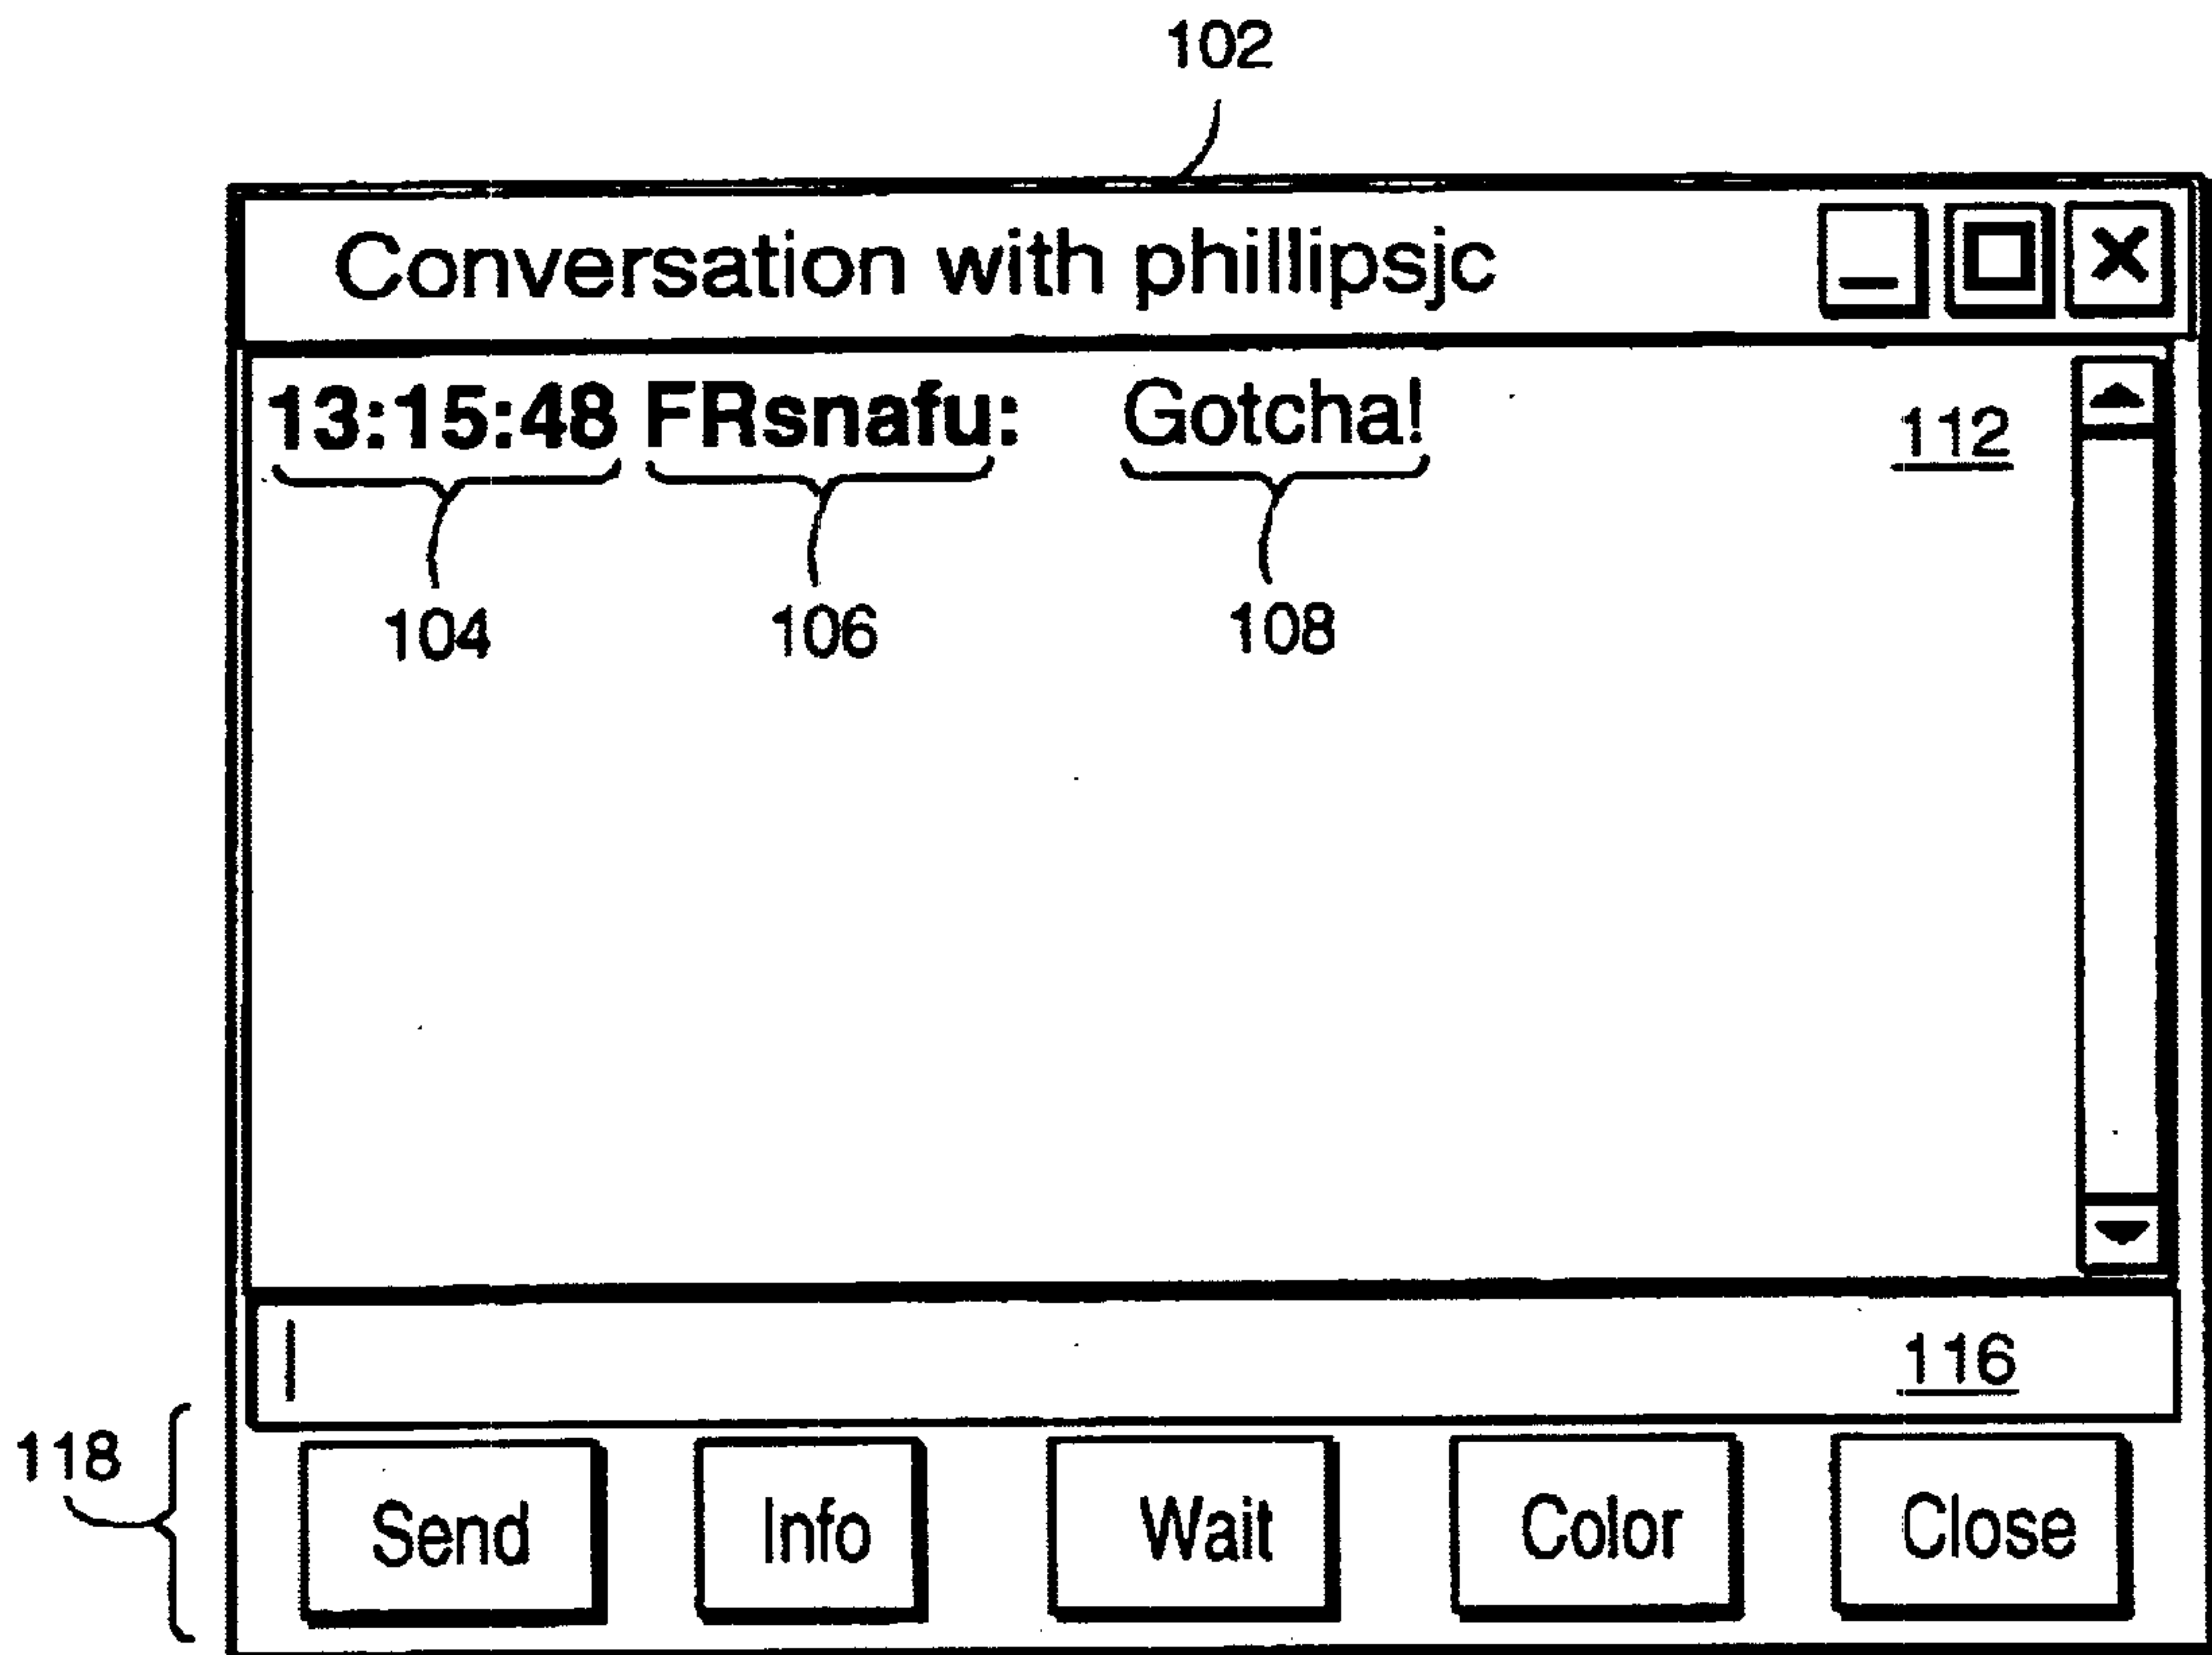 102
Conversation with phillipsjc
13:15:48 FRsnafu: Gotcha!
112
104 106 108
116
118
Send Info Wait Color Close